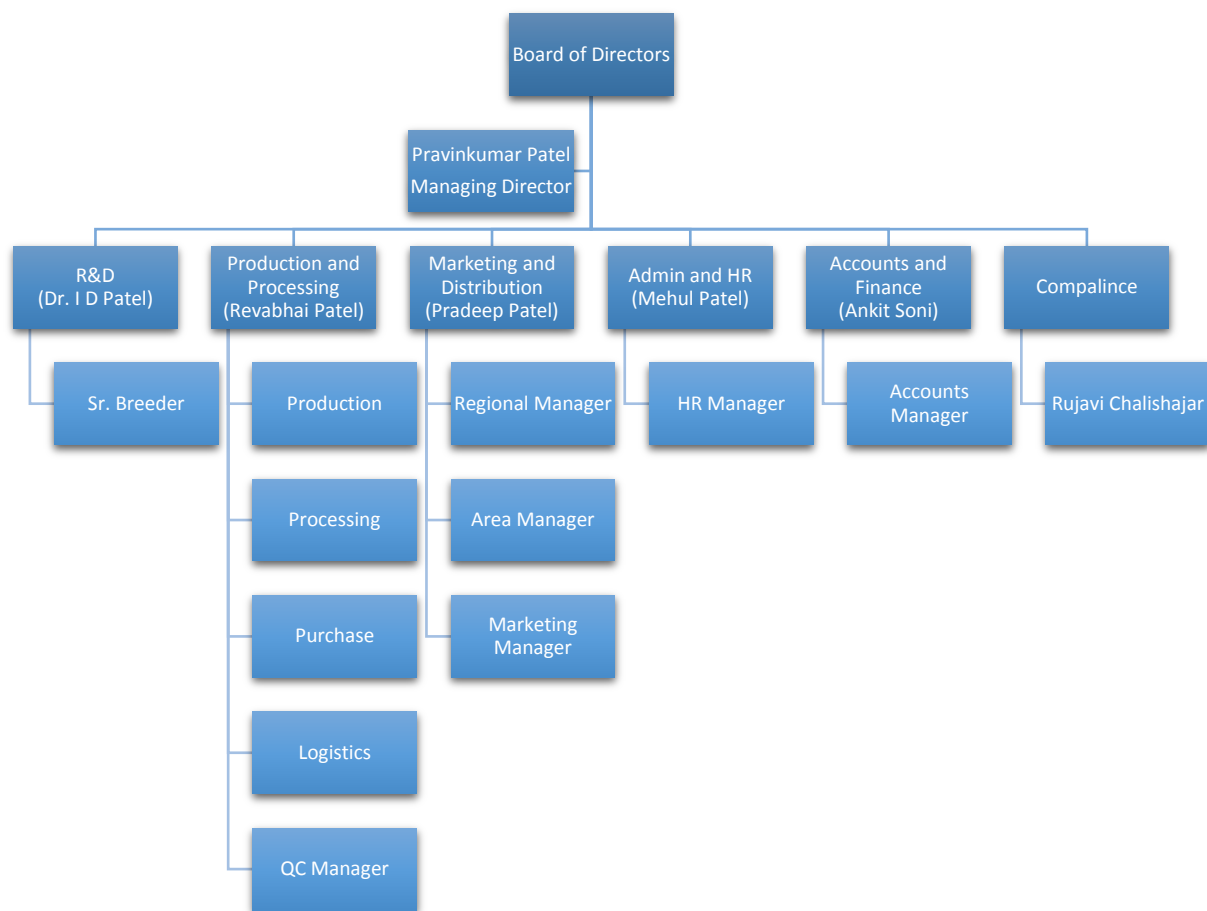 Board of Directors
Pravinkumar Patel
Managing Director
R&D
(Dr. I D Patel)
Production and
Processing
(Revabhai Patel)
Marketing and
Distribution
(Pradeep Patel)
Admin and HR
(Mehul Patel)
Accounts and
Finance
(Ankit Soni)
Compalince
Sr. Breeder
Production
Regional Manager
HR Manager
Accounts
Manager
Rujavi Chalishajar
Processing
Area Manager
Purchase
Marketing
Manager
Logistics
QC Manager